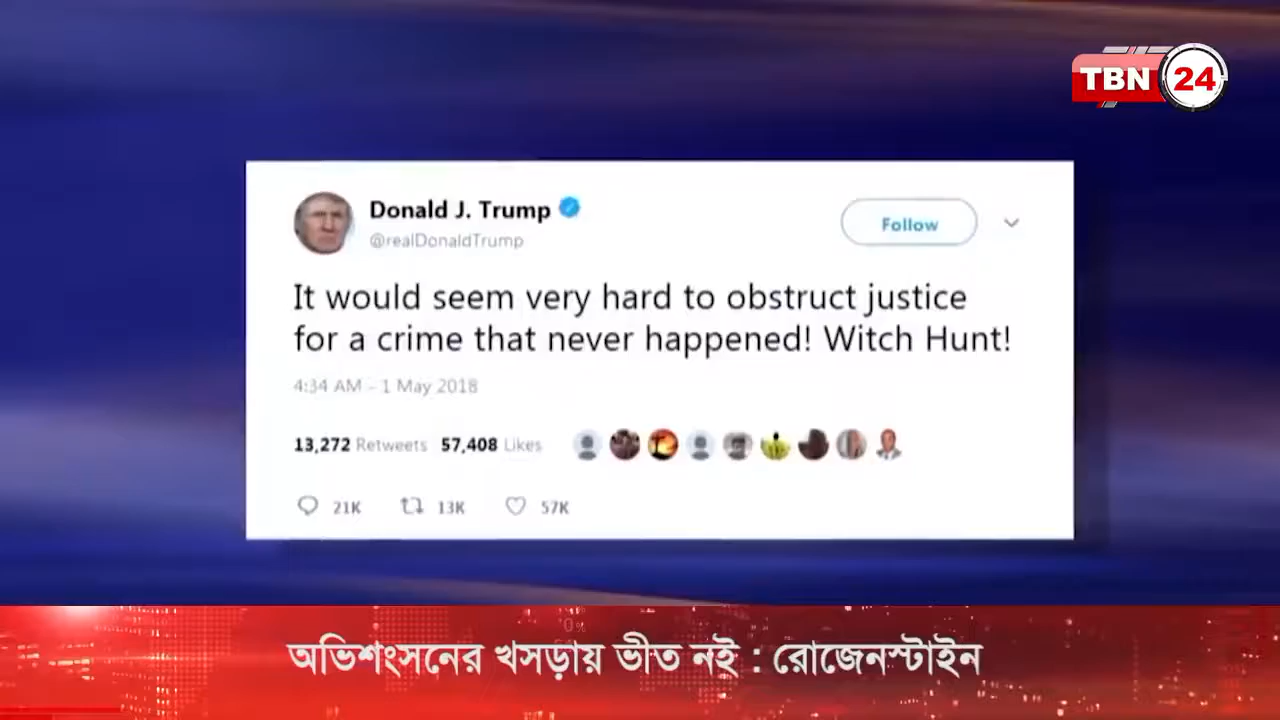 TBN 24
Donald J. Trump
@realDonaldTrump
Follow
It would seem very hard to obstruct justice
for a crime that never happened! Witch Hunt!
4:34 AM - 1 May 2018
13,272 Retweets 57,408 Likes
21K 13K 57K
অভিশংসনের খসড়ায় ভীত নই : রোজেনস্টাইন